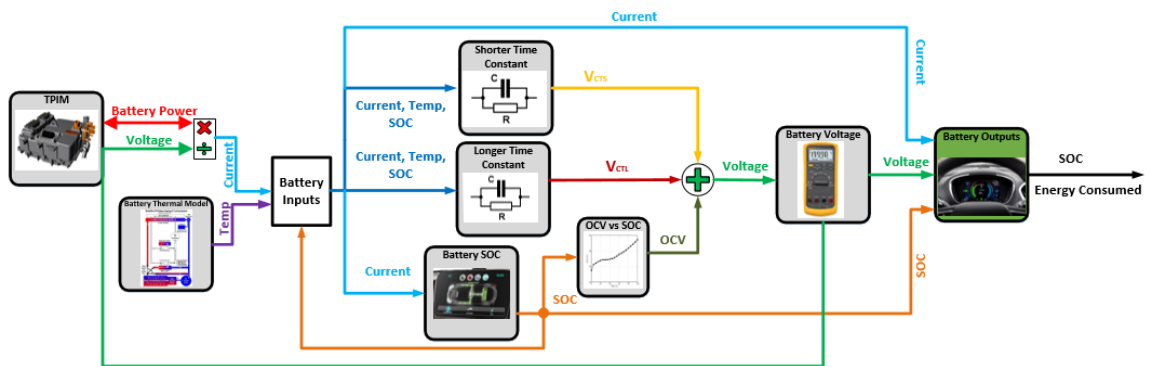 Current
Shorter Time
Constant
C
R
V_CTS
Current, Temp,
SOC
TPIM
Battery Power
Voltage
Current
Battery Thermal Model
Temp
Battery
Inputs
Current, Temp,
SOC
Longer Time
Constant
C
R
V_CTL
Voltage
Battery Voltage
Voltage
Current
Battery Outputs
SOC
Energy Consumed
OCV vs SOC
OCV
Battery SOC
Current
SOC
SOC